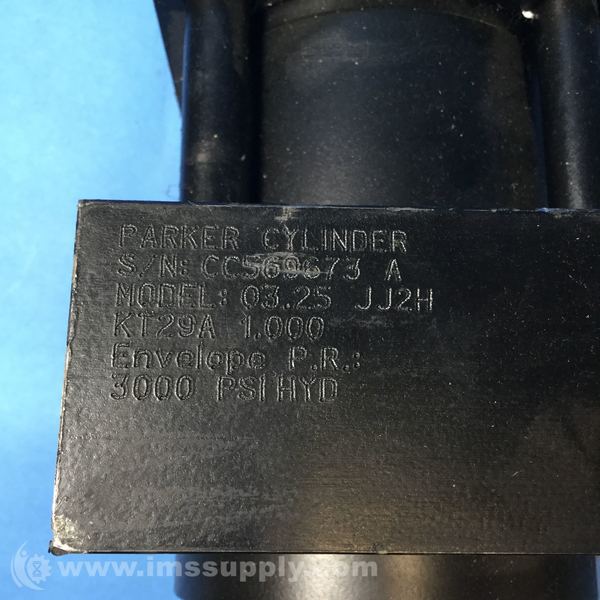 PARKER CYLINDER
S/N: CC569673 A
MODEL: 03.25 JJ2H
KT29A 1.000
Envelope P.R.:
3000 PSI HYD
www.imssupply.com